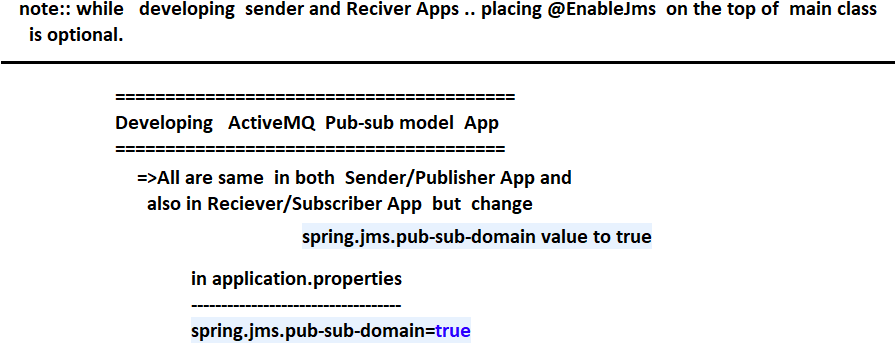 note:: while developing sender and Reciver Apps .. placing @EnableJms on the top of main class
is optional.
========================================
Developing ActiveMQ Pub-sub model App
=======================================
=>All are same in both Sender/Publisher App and
also in Reciever/Subscriber App but change
spring.jms.pub-sub-domain value to true
in application.properties
-----------------------------------
spring.jms.pub-sub-domain=true